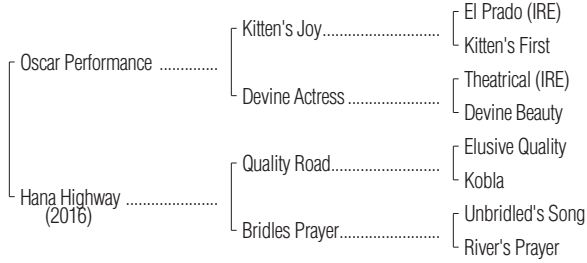 El Prado (IRE)
Kitten's Joy........................
Kitten's First
Oscar Performance ............
Theatrical (IRE)
Devine Actress ....................
Devine Beauty
Elusive Quality
Quality Road......................
Kobla
Hana Highway ...................
(2016)
Unbridled's Song
Bridles Prayer.....................
River's Prayer